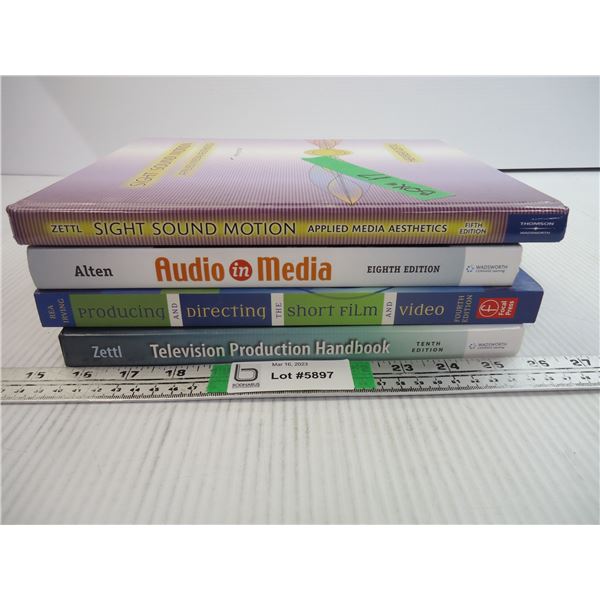 SIGHT SOUND MOTION
BOX # 17
ZETTL SIGHT SOUND MOTION APPLIED MEDIA AESTHETICS FIFTH EDITION THOMSON WADSWORTH
Alten Audio in Media EIGHTH EDITION WADSWORTH
REA IRVING Producing AND Directing THE Short Film AND Video FOURTH EDITION Focal Press
Zettl Television Production Handbook TENTH EDITION WADSWORTH
15 16 17 18 23 24 25 26 27
b
BODNARUS
Mar 16, 2023
Lot #5897